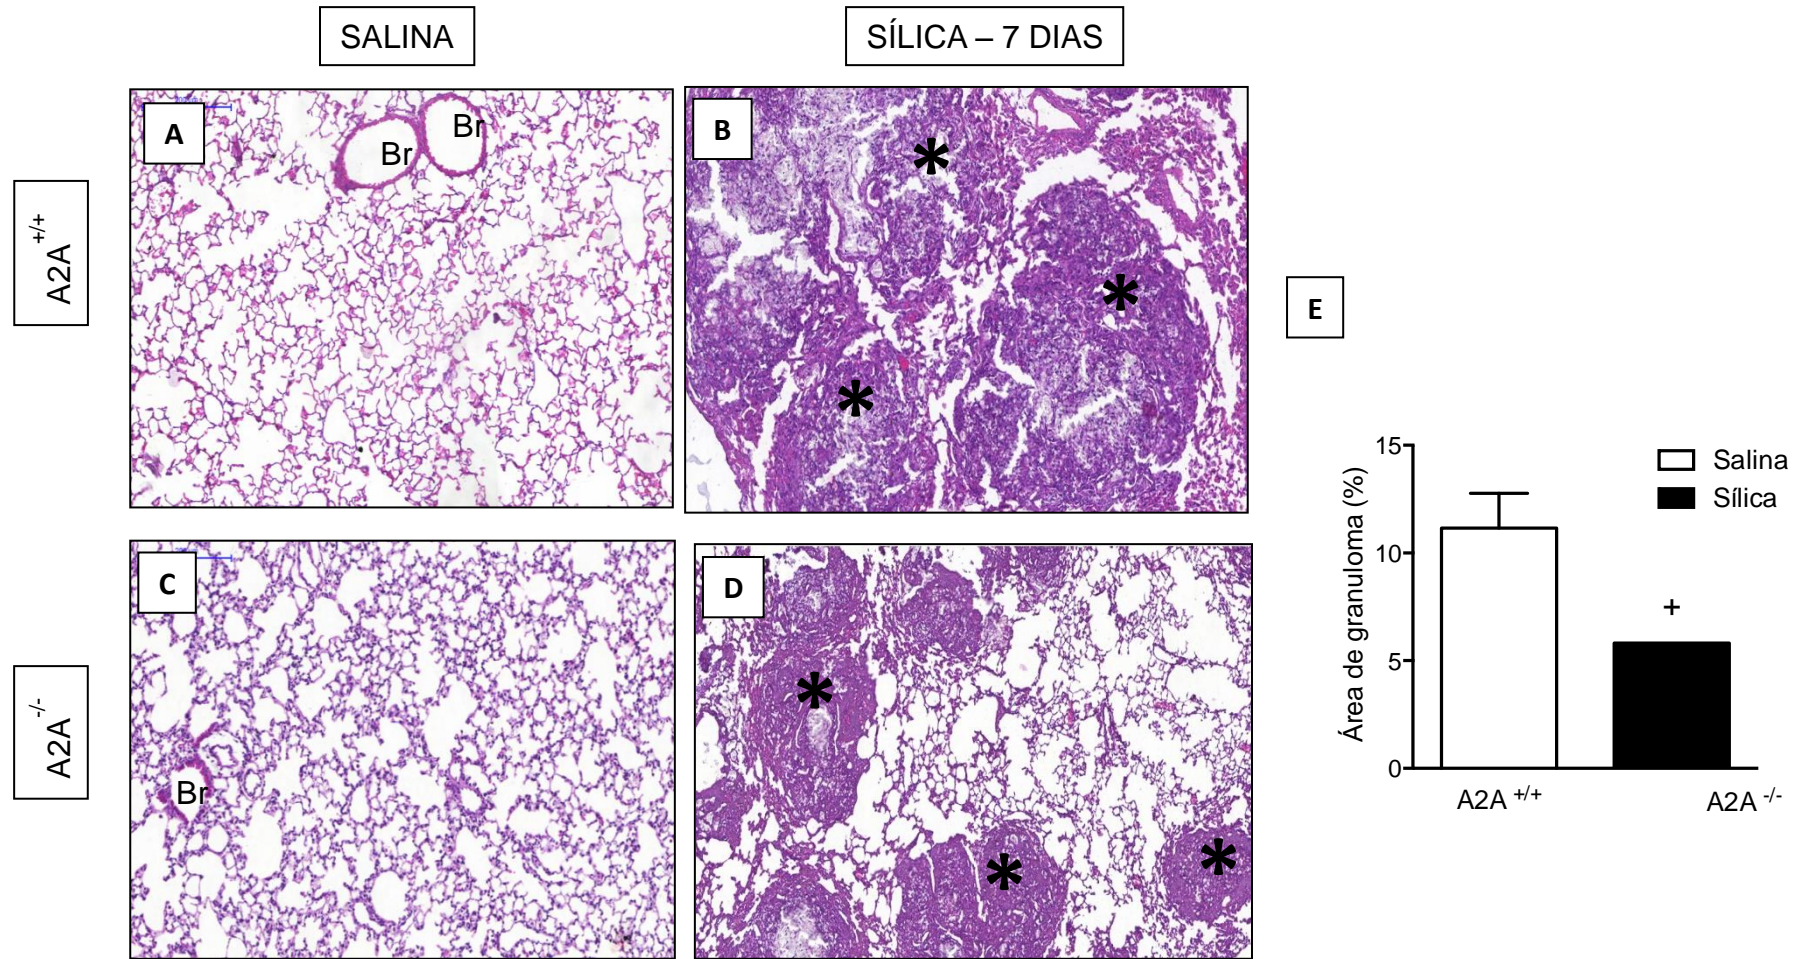 SALINA
SÍLICA – 7 DIAS
A2A +/+
A
Br
Br
B
*
*
*
A2A -/-
C
Br
D
*
*
*
E
Área de granuloma (%)
15
10
5
0
Salina
Sílica
+
A2A +/+
A2A -/-